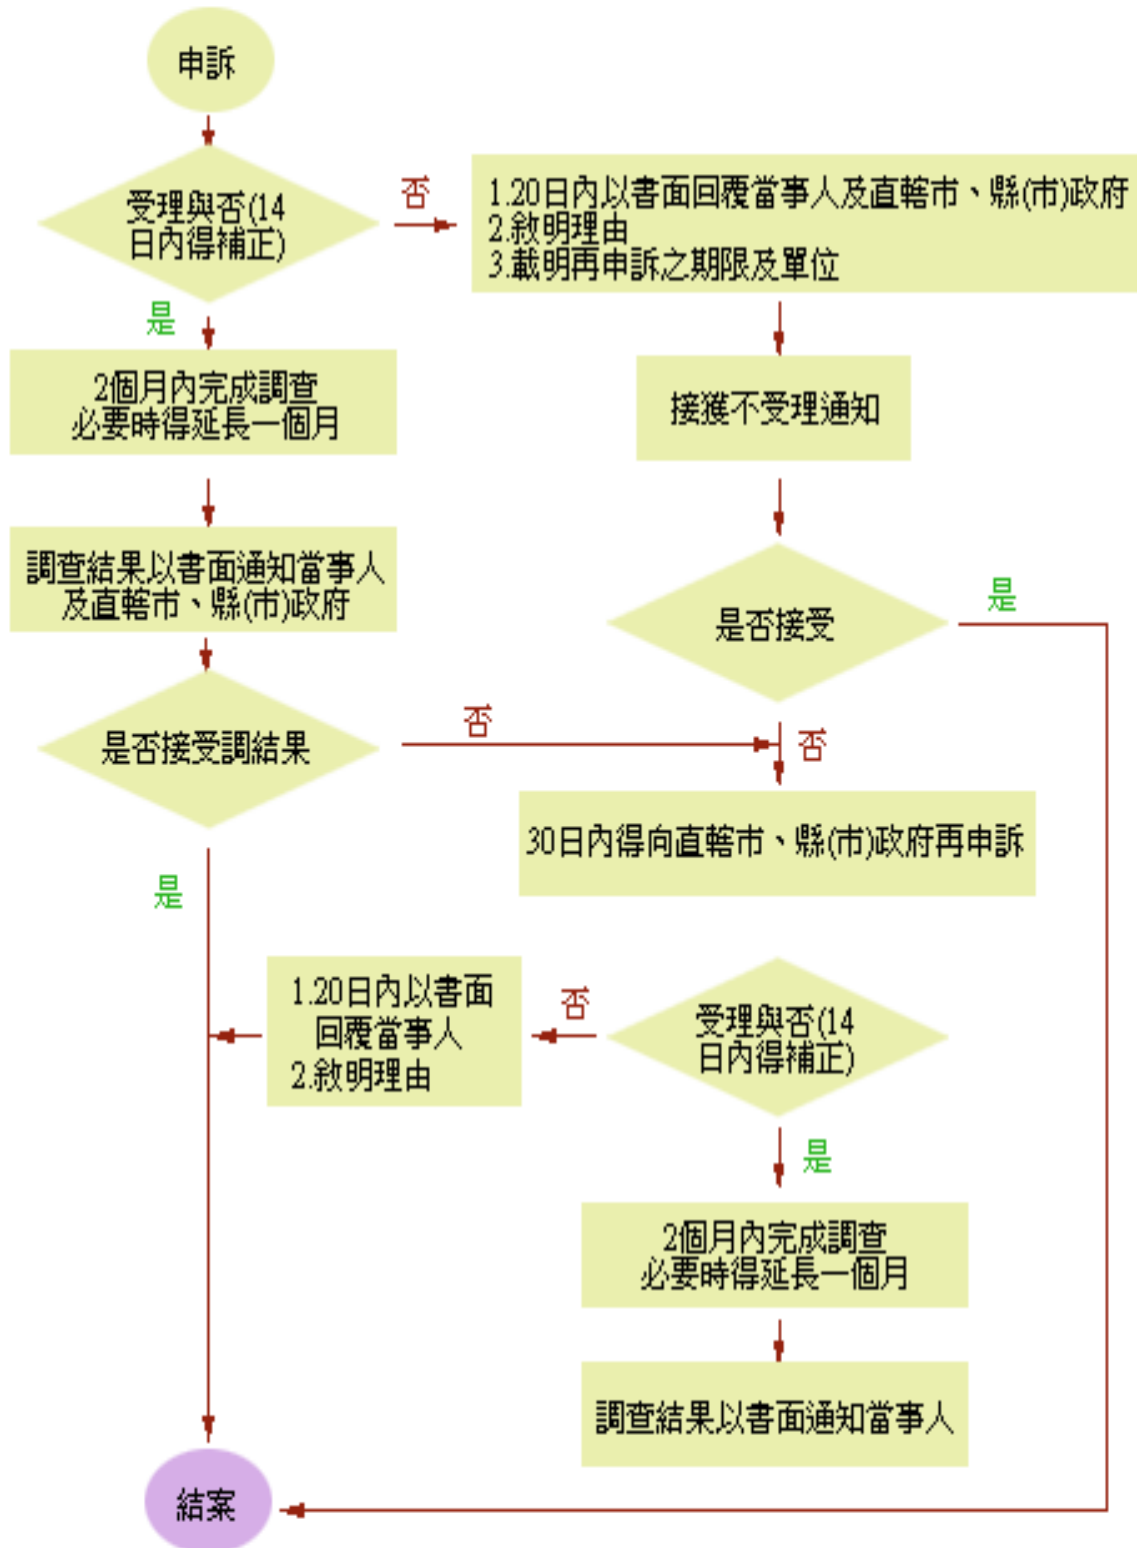 申訴
受理與否(14
日內得補正)
否
1.20日內以書面回覆當事人及直轄市、縣(市)政府
2.敘明理由
3.載明再申訴之期限及單位
是
2個月內完成調查
必要時得延長一個月
接獲不受理通知
調查結果以書面通知當事人
及直轄市、縣(市)政府
是否接受
是
是否接受調結果
否
否
30日內得向直轄市、縣(市)政府再申訴
是
1.20日內以書面
回覆當事人
2.敘明理由
否
受理與否(14
日內得補正)
是
2個月內完成調查
必要時得延長一個月
調查結果以書面通知當事人
結案